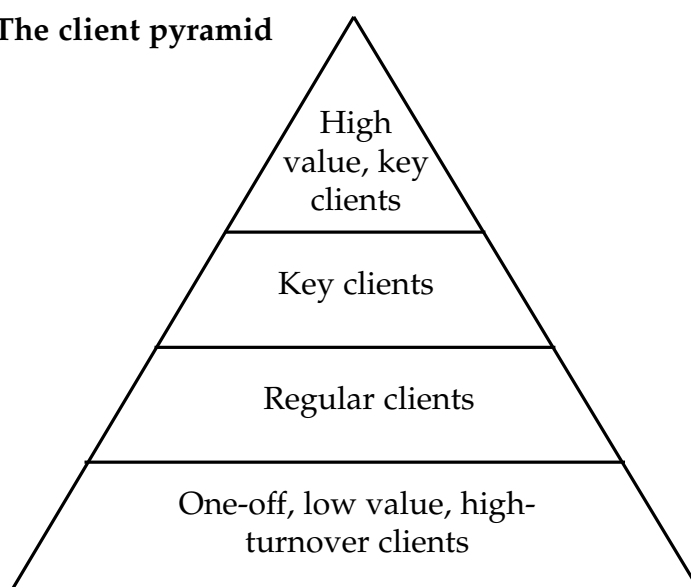 The client pyramid
High
value, key
clients
Key clients
Regular clients
One-off, low value, high-
turnover clients